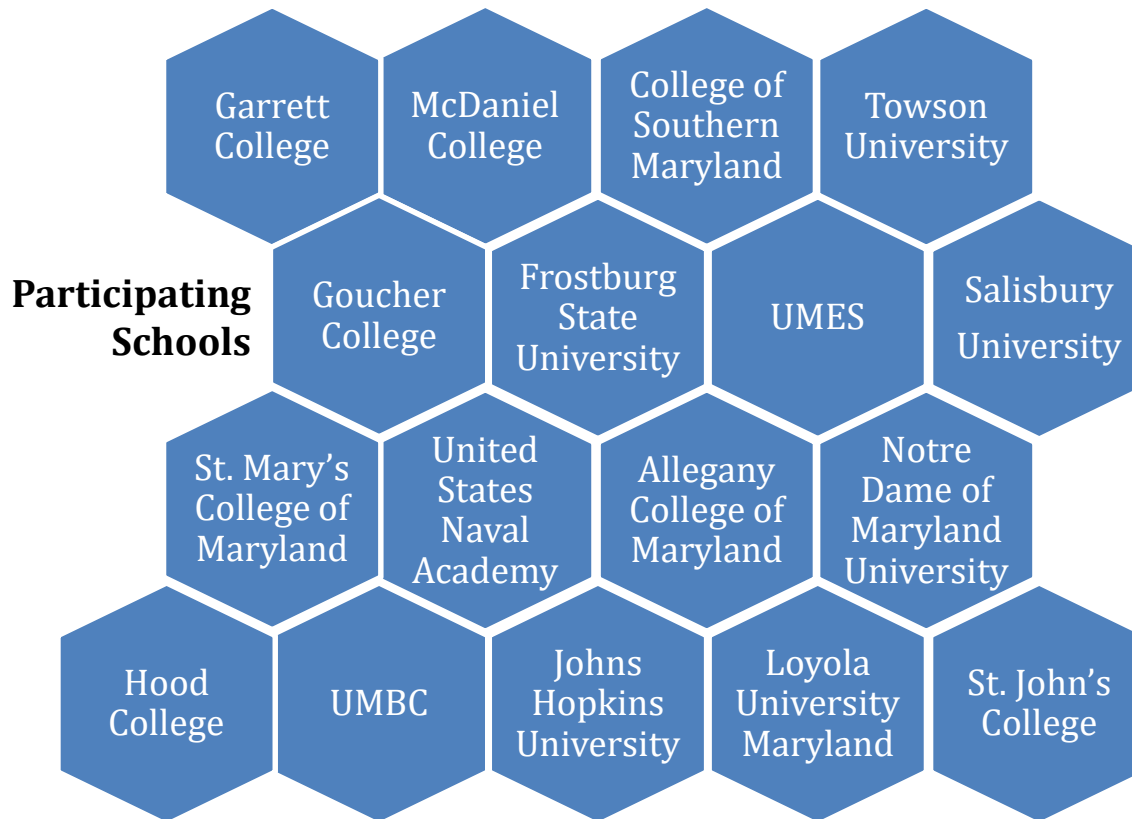 Garrett
College
McDaniel
College
College of
Southern
Maryland
Towson
University
Participating
Schools
Goucher
College
Frostburg
State
University
UMES
Salisbury
University
St. Mary’s
College of
Maryland
United
States
Naval
Academy
Allegany
College of
Maryland
Notre
Dame of
Maryland
University
Hood
College
UMBC
Johns
Hopkins
University
Loyola
University
Maryland
St. John’s
College